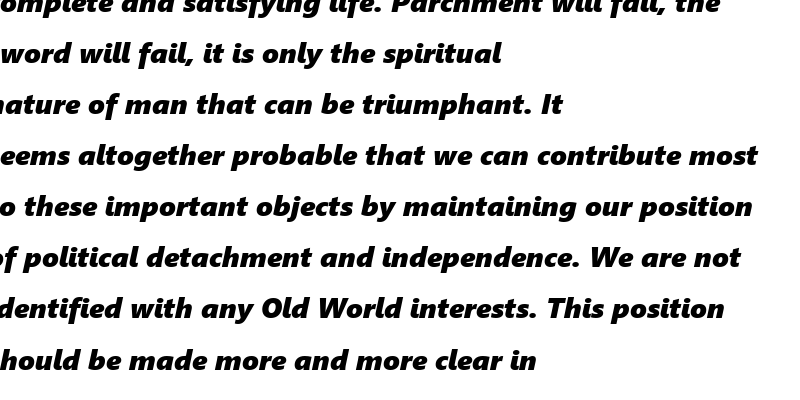 omplete and satisfying life. Parchment will fail, the
word will fail, it is only the spiritual
nature of man that can be triumphant. It
eems altogether probable that we can contribute most
o these important objects by maintaining our position
of political detachment and independence. We are not
dentified with any Old World interests. This position
hould be made more and more clear in